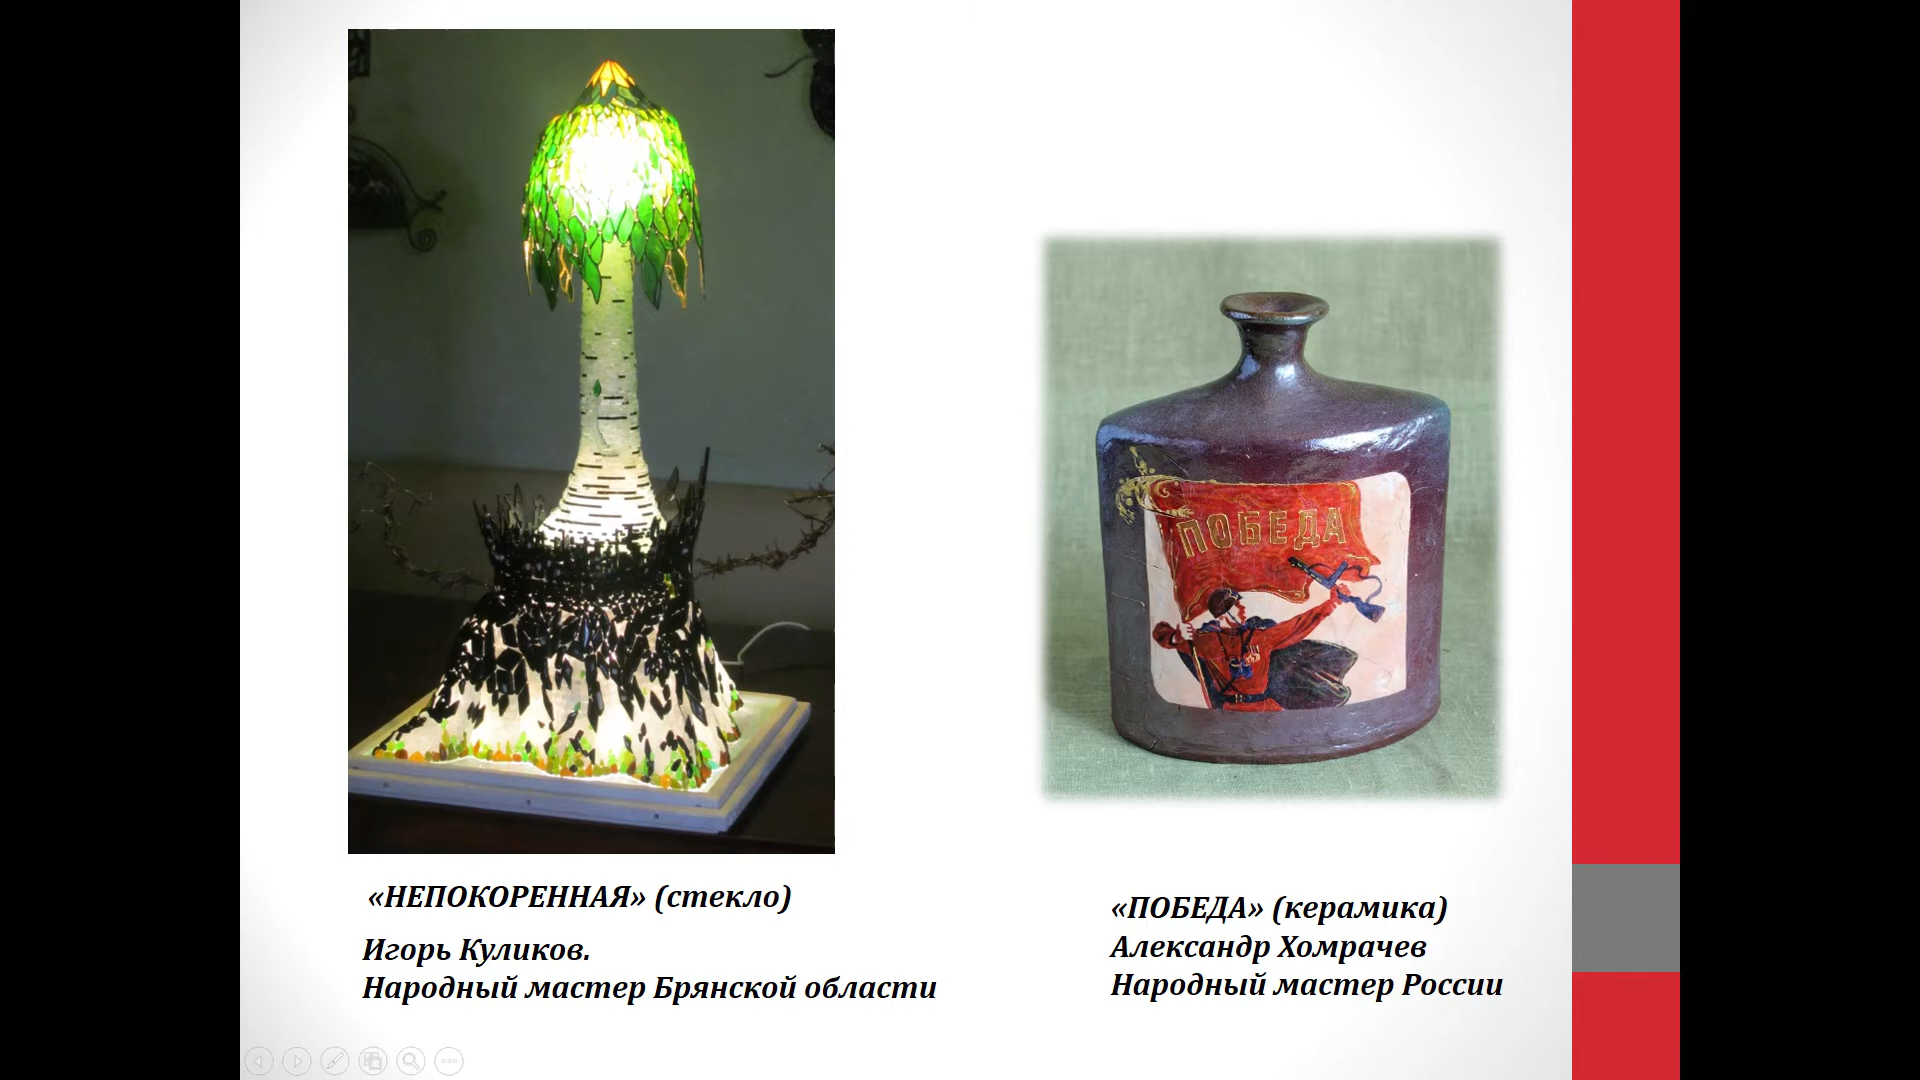 ПОБЕДА
«НЕПОКОРЕННАЯ» (стекло)
Игорь Куликов.
Народный мастер Брянской области
«ПОБЕДА» (керамика)
Александр Хомрачев
Народный мастер России